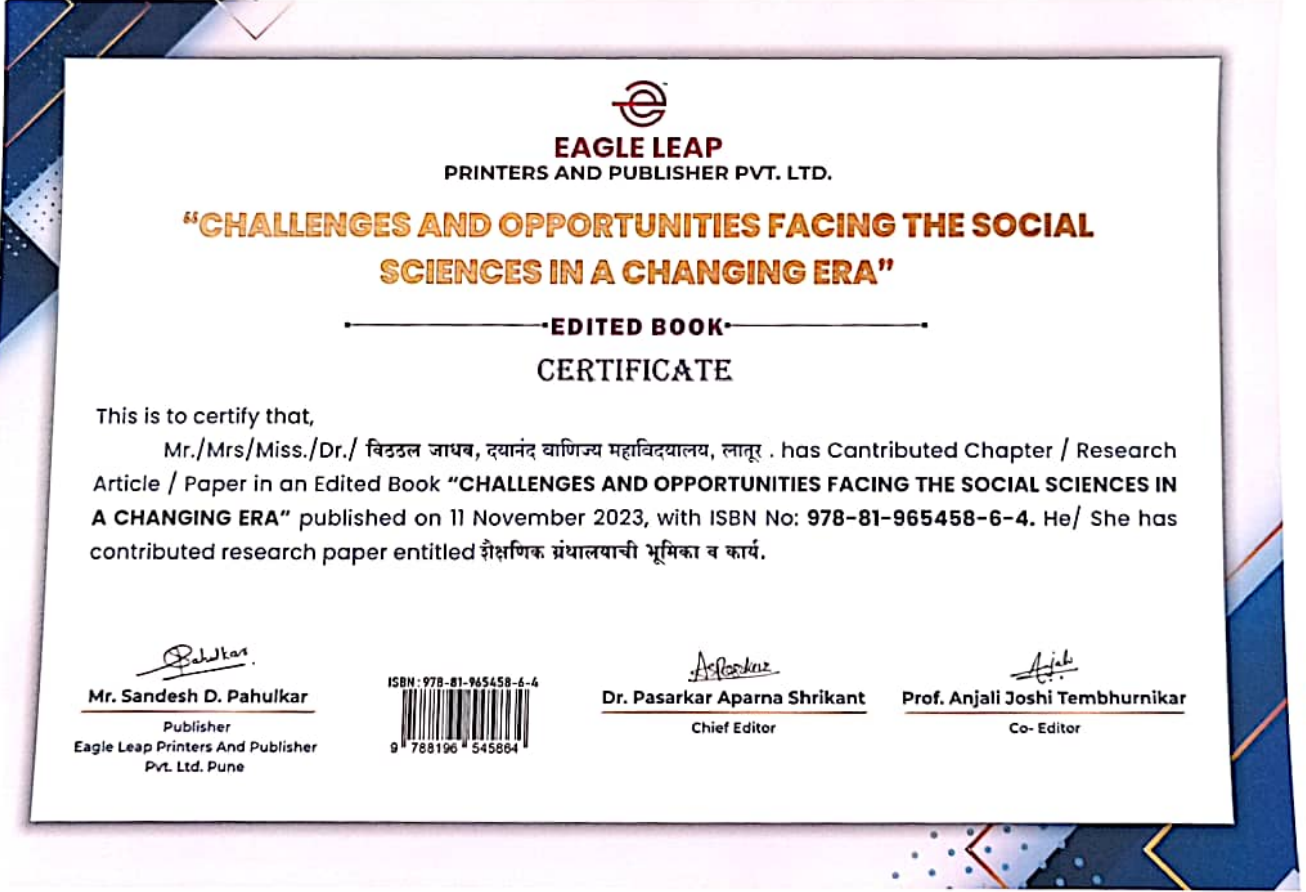 EAGLE LEAP
PRINTERS AND PUBLISHER PVT. LTD.
“CHALLENGES AND OPPORTUNITIES FACING THE SOCIAL
SCIENCES IN A CHANGING ERA”
EDITED BOOK
CERTIFICATE
This is to certify that,
Mr./Mrs/Miss./Dr./ विठठल जाधव, दयानंद वाणिज्य महाविदयालय, लातूर . has Cantributed Chapter / Research
Article / Paper in an Edited Book “CHALLENGES AND OPPORTUNITIES FACING THE SOCIAL SCIENCES IN
A CHANGING ERA” published on 11 November 2023, with ISBN No: 978-81-965458-6-4. He/ She has
contributed research paper entitled शैक्षणिक ग्रंथालयाची भूमिका व कार्य.
Pahulkar
Mr. Sandesh D. Pahulkar
Publisher
Eagle Leap Printers And Publisher
Pvt. Ltd. Pune
ISBN : 978-81-965458-6-4
9 788196 545864
Dr. Pasarkar Aparna Shrikant
Chief Editor
Anjali
Prof. Anjali Joshi Tembhurnikar
Co- Editor